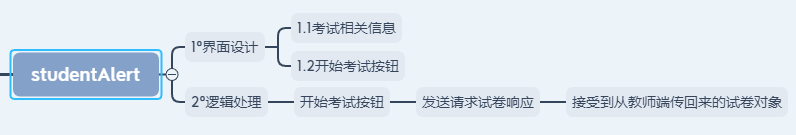 studentAlert
1°界面设计
1.1考试相关信息
1.2开始考试按钮
2°逻辑处理
开始考试按钮
发送请求试卷响应
接受到从教师端传回来的试卷对象